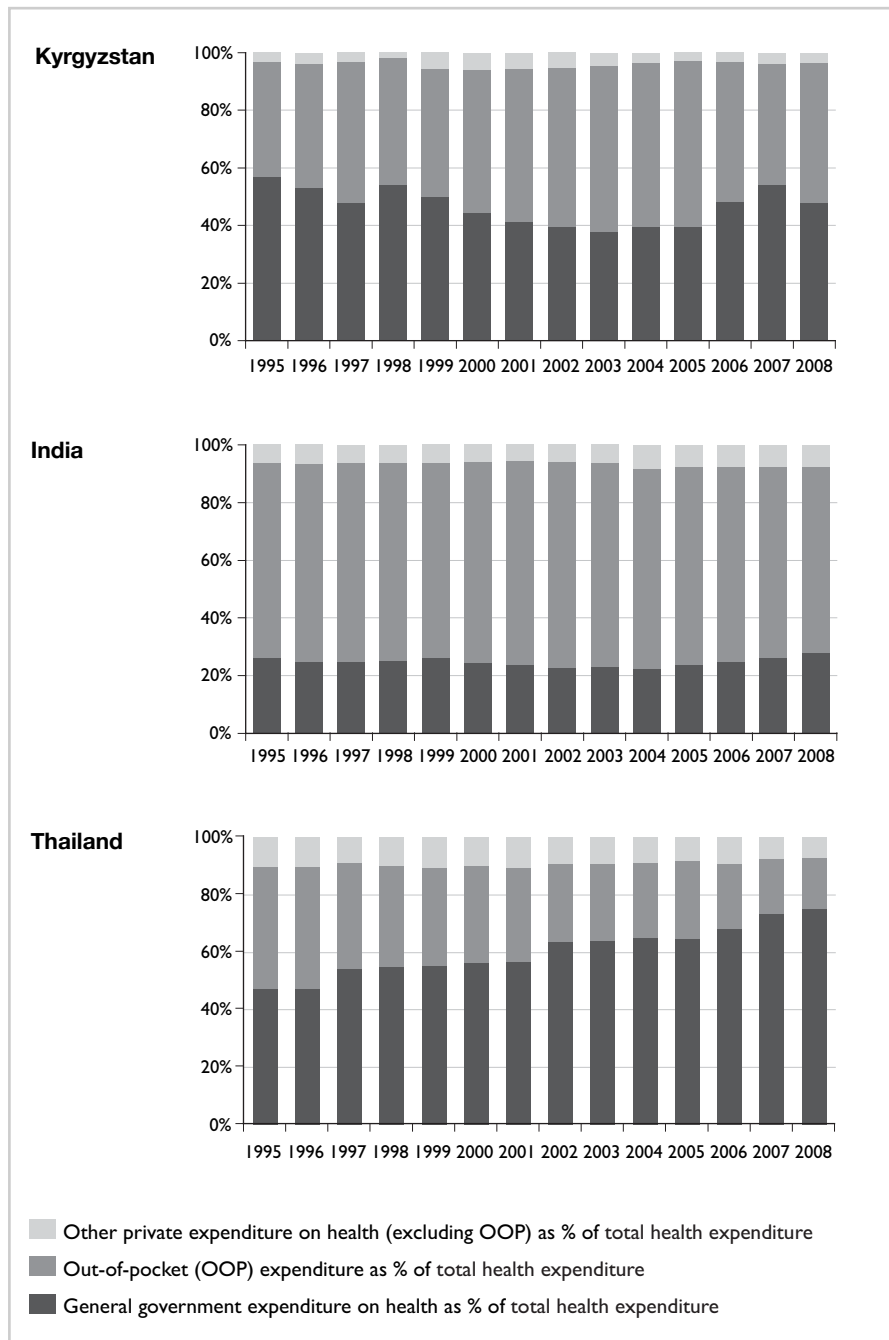 Kyrgyzstan
100%
80%
60%
40%
20%
0%
1995 1996 1997 1998 1999 2000 2001 2002 2003 2004 2005 2006 2007 2008
India
100%
80%
60%
40%
20%
0%
1995 1996 1997 1998 1999 2000 2001 2002 2003 2004 2005 2006 2008 2008
Thailand
100%
80%
60%
40%
20%
0%
1995 1996 1997 1998 1999 2000 2001 2002 2003 2004 2005 2006 2007 2008
Other private expenditure on health (excluding OOP) as % of total health expenditure
Out-of-pocket (OOP) expenditure as % of total health expenditure
General government expenditure on health as % of total health expenditure